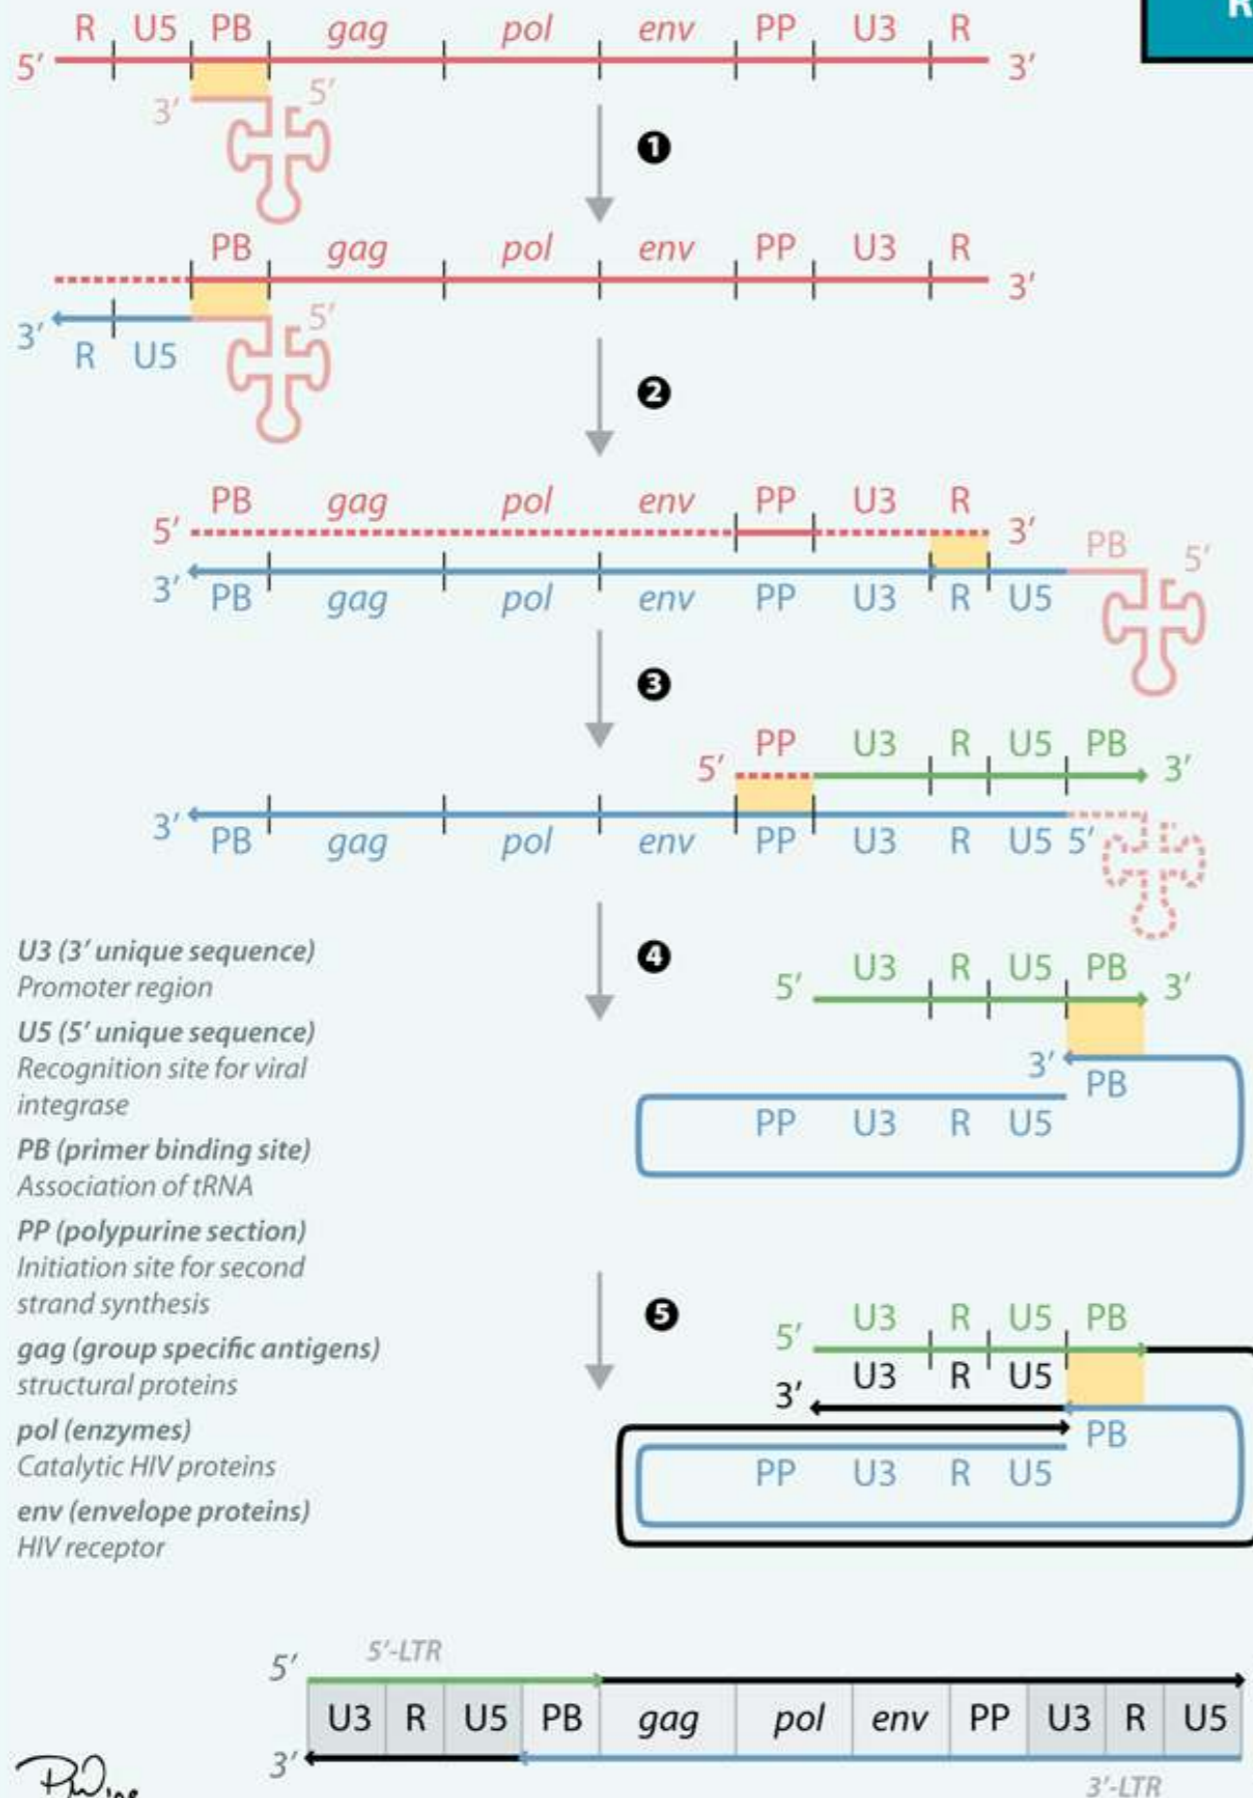 R
R U5 PB gag pol env PP U3 R
5′ 3′
3′ 5′
1
PB gag pol env PP U3 R
3′
5′
3′
R U5
2
PB gag pol env PP U3 R
5′ 3′ PB 5′
3′
PB gag pol env PP U3 R U5
3
PP U3 R U5 PB
5′ 3′
3′
PB gag pol env PP U3 R U5 5′
4
U3 R U5 PB
5′ 3′
3′
PB
PP U3 R U5
U3 (3′ unique sequence)
Promoter region
U5 (5′ unique sequence)
Recognition site for viral
integrase
PB (primer binding site)
Association of tRNA
PP (polypurine section)
Initiation site for second
strand synthesis
gag (group specific antigens)
structural proteins
pol (enzymes)
Catalytic HIV proteins
env (envelope proteins)
HIV receptor
5
U3 R U5 PB
5′
U3 R U5
3′
PB
PP U3 R U5
5′-LTR
5′
U3 R U5 PB gag pol env PP U3 R U5
3′
3′-LTR